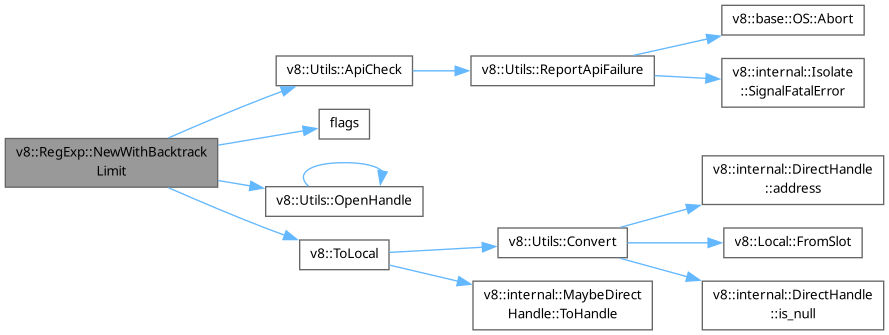 v8::RegExp::NewWithBacktrack
Limit
v8::Utils::ApiCheck
flags
v8::Utils::OpenHandle
v8::ToLocal
v8::Utils::ReportApiFailure
v8::Utils::Convert
v8::internal::MaybeDirect
Handle::ToHandle
v8::base::OS::Abort
v8::internal::Isolate
::SignalFatalError
v8::internal::DirectHandle
::address
v8::Local::FromSlot
v8::internal::DirectHandle
::is_null